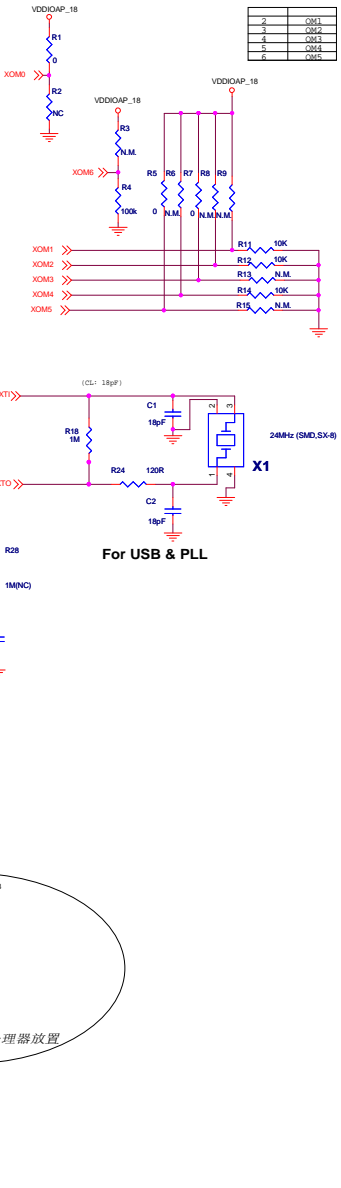 VDDIOAP_18
2 OM1
3 OM2
4 OM3
5 OM4
6 OM5
R1
0
XOM0
R2
NC
VDDIOAP_18
VDDIOAP_18
R3
N.M.
XOM6
R4
100k
R5 R6 R7 R8 R9
0 N.M. 0 N.M. N.M.
XOM1 R11 10K
XOM2 R12 10K
XOM3 R13 N.M.
XOM4 R14 10K
XOM5 R15 N.M.
(CL: 18pF)
XTI
C1
18pF
2 3
R18
1M
24MHz (SMD,SX-8)
X1
R24 120R
1 4
TO
C2
18pF
R28
For USB & PLL
1M(NC)
理器放置